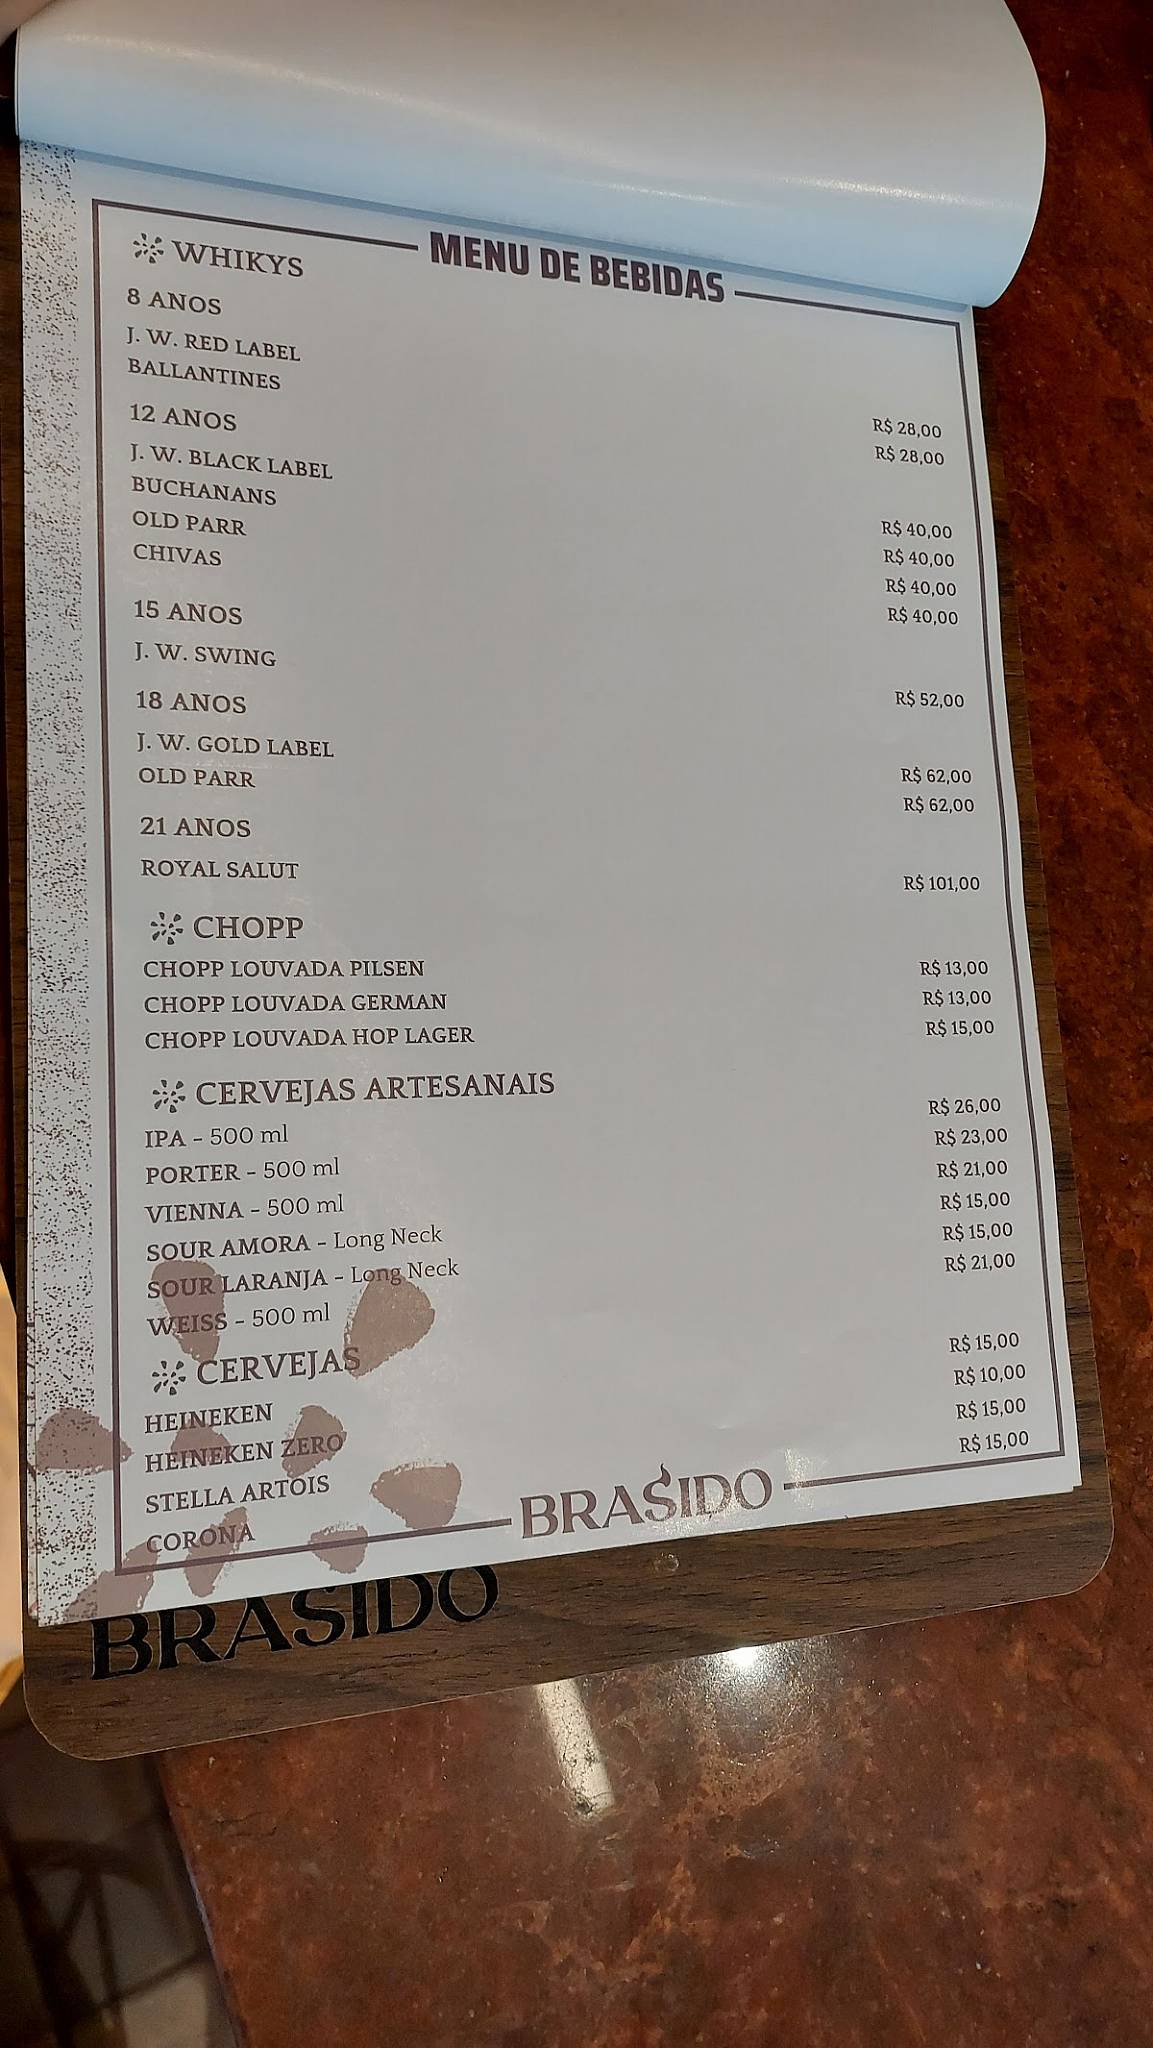 MENU DE BEBIDAS
WHIKYS
8 ANOS
J. W. RED LABEL R$ 28,00
BALLANTINES R$ 28,00
12 ANOS
J. W. BLACK LABEL R$ 40,00
BUCHANANS R$ 40,00
OLD PARR R$ 40,00
CHIVAS R$ 40,00
15 ANOS
J. W. SWING R$ 52,00
18 ANOS
J. W. GOLD LABEL R$ 62,00
OLD PARR R$ 62,00
21 ANOS
ROYAL SALUT R$ 101,00
CHOPP
CHOPP LOUVADA PILSEN R$ 13,00
CHOPP LOUVADA GERMAN R$ 13,00
CHOPP LOUVADA HOP LAGER R$ 15,00
CERVEJAS ARTESANAIS
IPA - 500 ml R$ 26,00
PORTER - 500 ml R$ 23,00
VIENNA - 500 ml R$ 21,00
SOUR AMORA - Long Neck R$ 15,00
SOUR LARANJA - Long Neck R$ 15,00
WEISS - 500 ml R$ 21,00
CERVEJAS
HEINEKEN R$ 15,00
HEINEKEN ZERO R$ 10,00
STELLA ARTOIS R$ 15,00
CORONA R$ 15,00
BRASIDO
BRASIDO